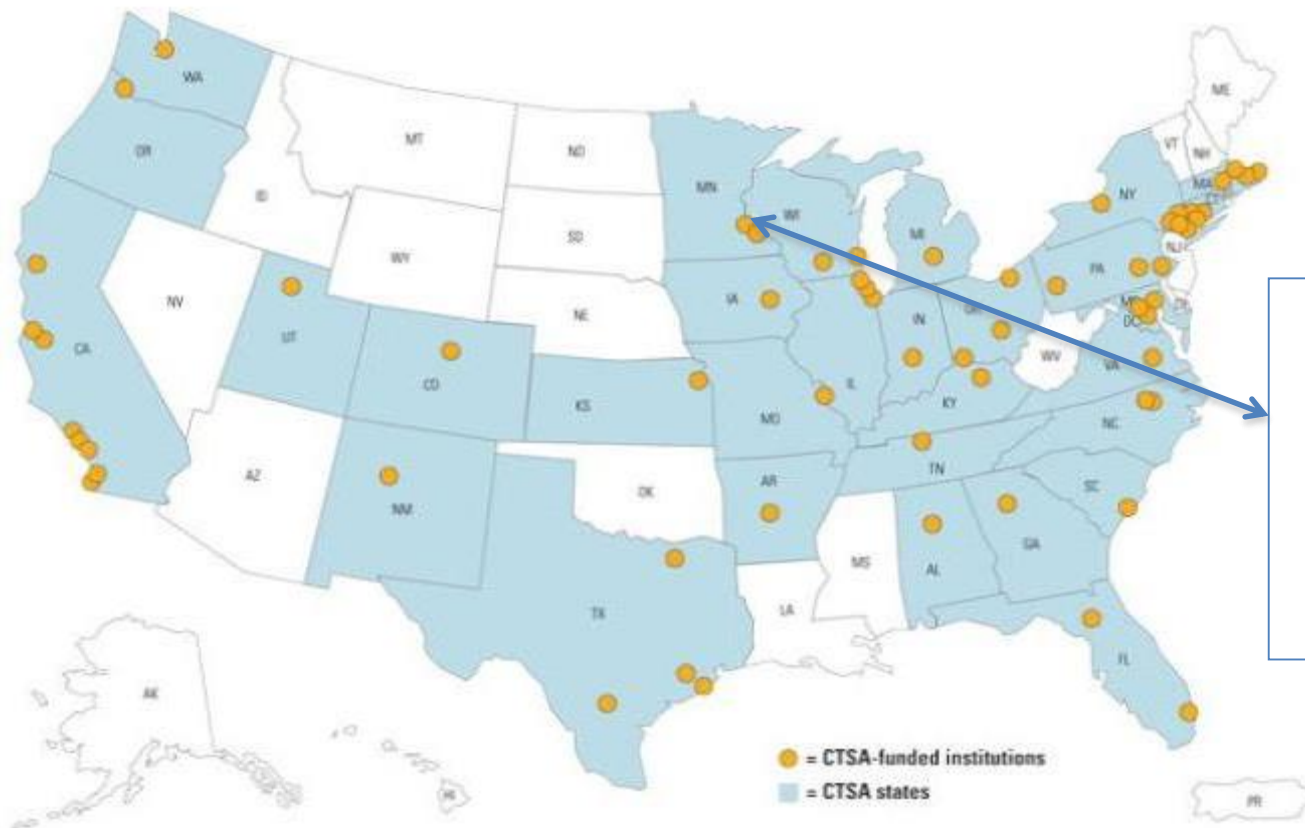 WA
ME
MT
ND
VT
NH
OR
MN
MA
ID
WI
NY
CT
SD
MI
WY
NJ
PA
IA
NV
NE
OH
DE
UT
IN
DC
CA
WV
CO
IL
VA
KS
MO
KY
NC
TN
AZ
OK
AR
NM
SC
MS
GA
AL
TX
LA
FL
AK
= CTSA-funded institutions
HI
= CTSA states
PR